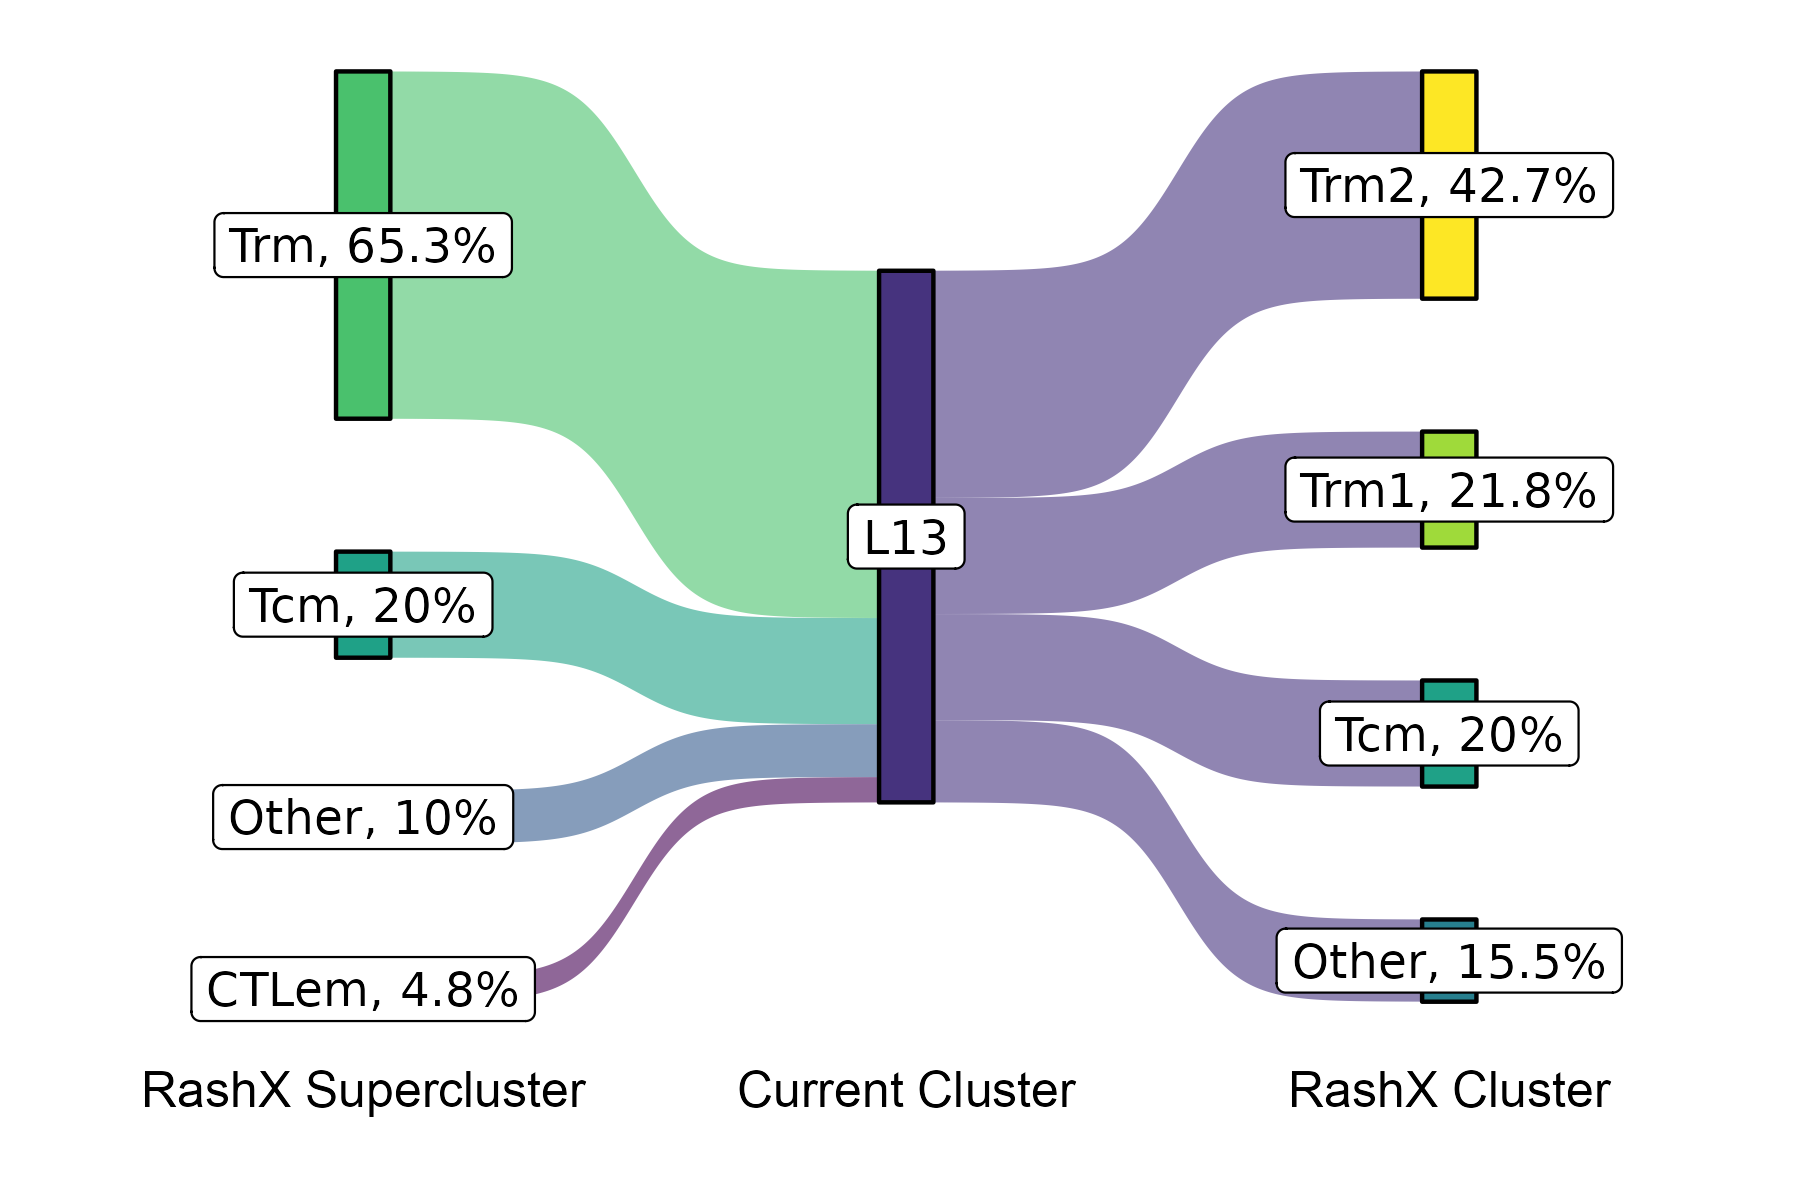 Trm, 65.3%
Tcm, 20%
Other, 10%
CTLem, 4.8%
L13
Trm2, 42.7%
Trm1, 21.8%
Tcm, 20%
Other, 15.5%
RashX Supercluster
Current Cluster
RashX Cluster